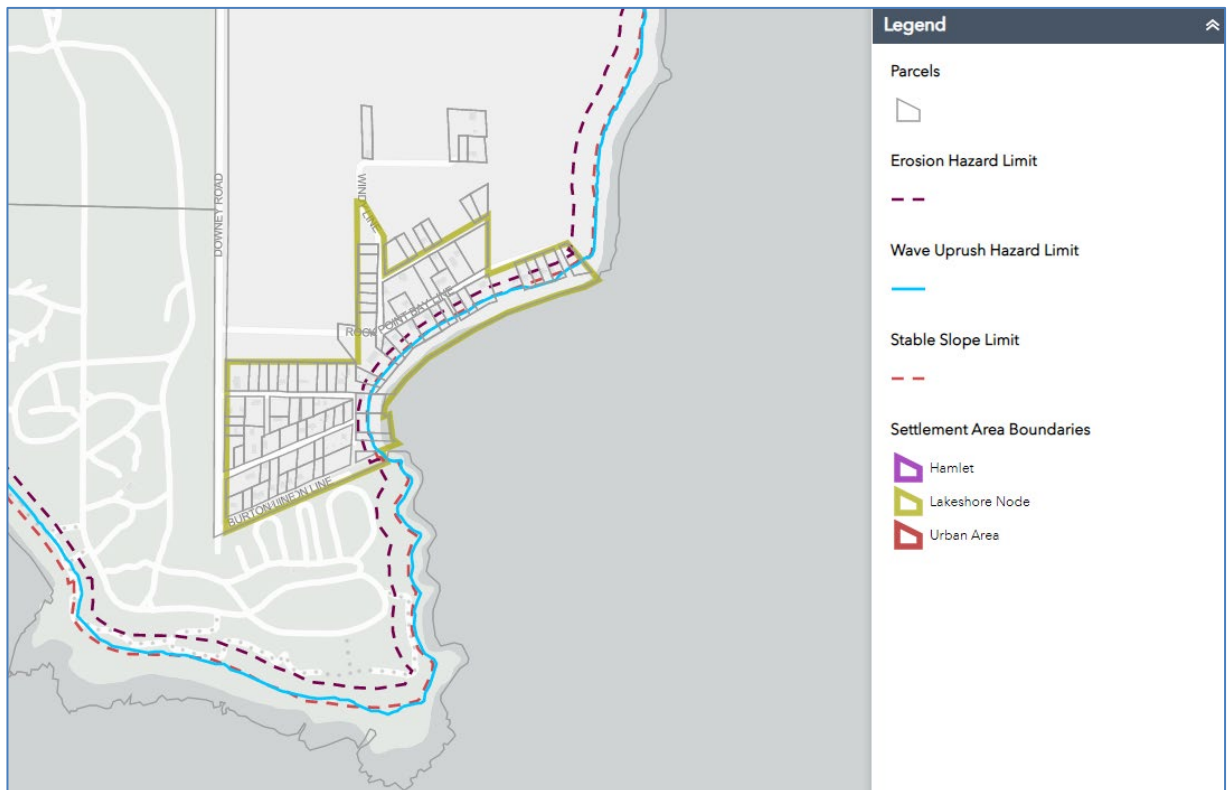 Legend
Parcels
Erosion Hazard Limit
Wave Uprush Hazard Limit
Stable Slope Limit
Settlement Area Boundaries
Hamlet
Lakeshore Node
Urban Area
DOWNEY ROAD
LINE
ROCK POINT BAY LINE
BURTON LINE